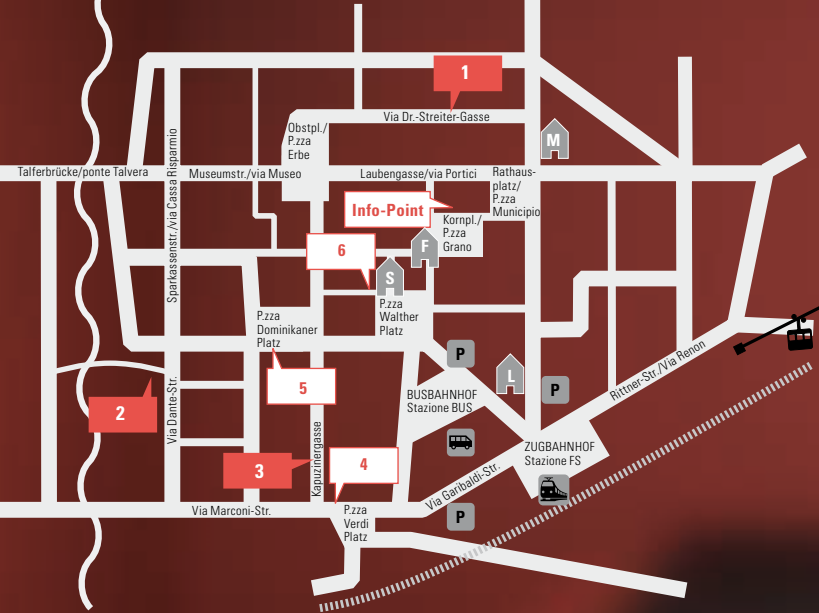 1
Via Dr.-Streiter-Gasse
Obstpl./
P.zza
Erbe
M
Talferbrücke/ponte Talvera
Museumstr./via Museo
Laubengasse/via Portici
Rathaus-
platz/
P.zza
Municipio
Sparkassenstr./via Cassa Risparmio
Info-Point
Kornpl./
P.zza
Grano
6
F
S
P.zza
Walther
Platz
P.zza
Dominikaner
Platz
P
L
P
Rittner-Str./Via Renon
5
2
Via Dante-Str.
BUSBAHNHOF
Stazione BUS
3
Kapuzinergasse
4
ZUGBAHNHOF
Stazione FS
Via Garibaldi-Str.
Via Marconi-Str.
P.zza
Verdi
Platz
P